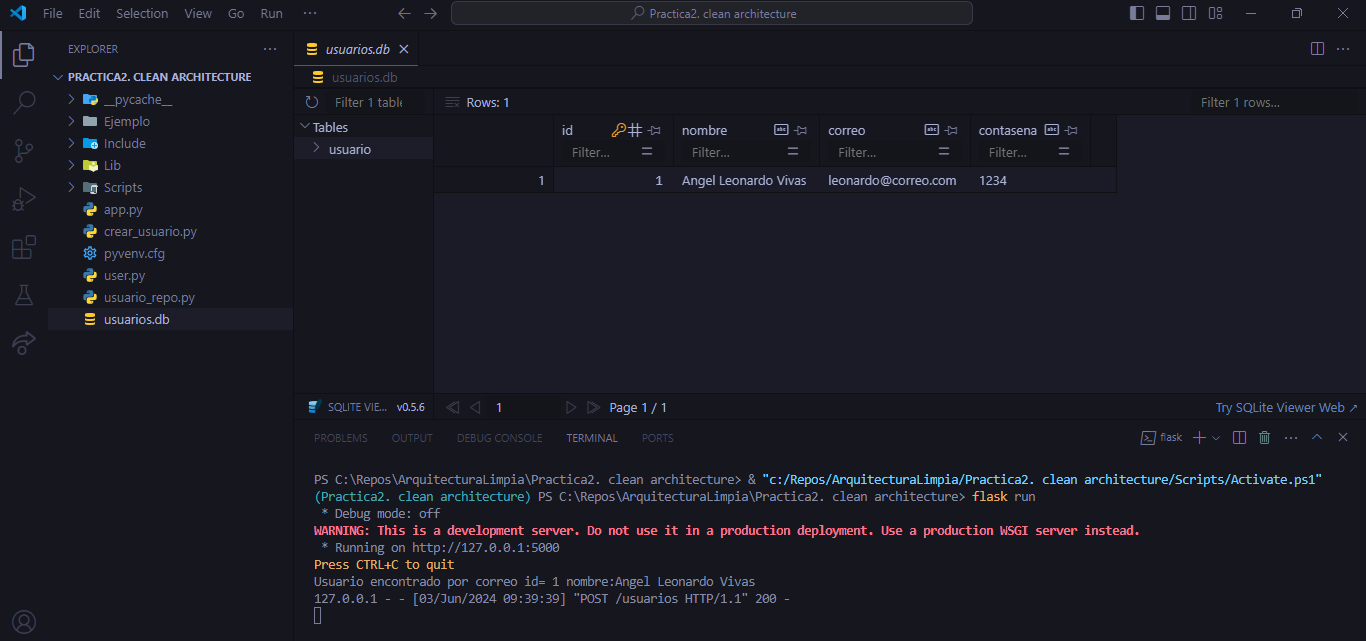 File Edit Selection View Go Run ··· Practica2. clean architecture
EXPLORER
PRACTICA2. CLEAN ARCHITECTURE
__pycache__
Ejemplo
Include
Lib
Scripts
app.py
crear_usuario.py
pyvenv.cfg
user.py
usuario_repo.py
usuarios.db
usuarios.db
usuarios.db
Filter 1 table
Rows: 1
Filter 1 rows...
Tables
usuario
id nombre correo contasena
Filter... Filter... Filter... Filter...
1 1 Angel Leonardo Vivas leonardo@correo.com 1234
SQLITE VIE... v0.5.6 1 Page 1 / 1 Try SQLite Viewer Web ↗
PROBLEMS OUTPUT DEBUG CONSOLE TERMINAL PORTS flask
PS C:\Repos\ArquitecturaLimpia\Practica2. clean architecture> & "c:/Repos/ArquitecturaLimpia/Practica2. clean architecture/Scripts/Activate.ps1"
(Practica2. clean architecture) PS C:\Repos\ArquitecturaLimpia\Practica2. clean architecture> flask run
* Debug mode: off
WARNING: This is a development server. Do not use it in a production deployment. Use a production WSGI server instead.
* Running on http://127.0.0.1:5000
Press CTRL+C to quit
Usuario encontrado por correo id= 1 nombre:Angel Leonardo Vivas
127.0.0.1 - - [03/Jun/2024 09:39:39] "POST /usuarios HTTP/1.1" 200 -